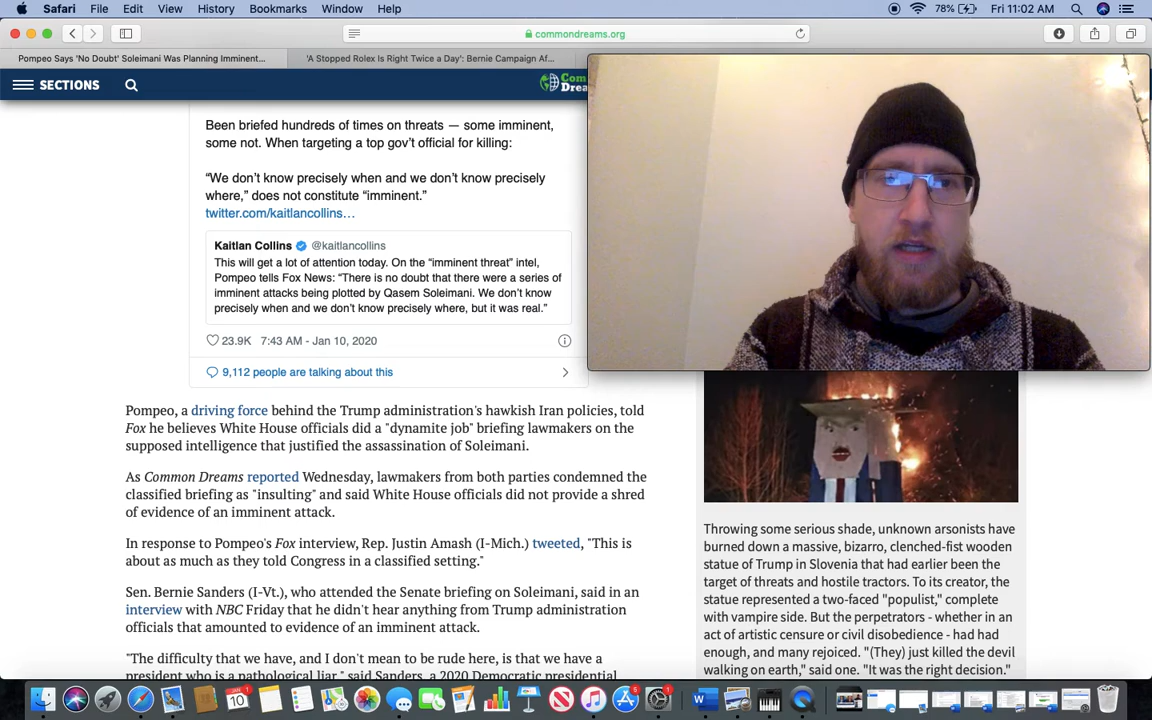 Safari File Edit View History Bookmarks Window Help 78% Fri 11:02 AM
commondreams.org
Pompeo Says 'No Doubt' Soleimani Was Planning Imminent... 'A Stopped Rolex Is Right Twice a Day': Bernie Campaign Af...
SECTIONS
Been briefed hundreds of times on threats — some imminent,
some not. When targeting a top gov't official for killing:
“We don't know precisely when and we don't know precisely
where,” does not constitute “imminent.”
twitter.com/kaitlancollins…
Kaitlan Collins @kaitlancollins
This will get a lot of attention today. On the “imminent threat” intel,
Pompeo tells Fox News: “There is no doubt that there were a series of
imminent attacks being plotted by Qasem Soleimani. We don't know
precisely when and we don't know precisely where, but it was real.”
23.9K 7:43 AM - Jan 10, 2020
9,112 people are talking about this
Pompeo, a driving force behind the Trump administration's hawkish Iran policies, told
Fox he believes White House officials did a "dynamite job" briefing lawmakers on the
supposed intelligence that justified the assassination of Soleimani.
As Common Dreams reported Wednesday, lawmakers from both parties condemned the
classified briefing as "insulting" and said White House officials did not provide a shred
of evidence of an imminent attack.
In response to Pompeo's Fox interview, Rep. Justin Amash (I-Mich.) tweeted, "This is
about as much as they told Congress in a classified setting."
Sen. Bernie Sanders (I-Vt.), who attended the Senate briefing on Soleimani, said in an
interview with NBC Friday that he didn't hear anything from Trump administration
officials that amounted to evidence of an imminent attack.
"The difficulty that we have, and I don't mean to be rude here, is that we have a
president who is a pathological liar," said Sanders, a 2020 Democratic presidential
Throwing some serious shade, unknown arsonists have
burned down a massive, bizarro, clenched-fist wooden
statue of Trump in Slovenia that had earlier been the
target of threats and hostile tractors. To its creator, the
statue represented a two-faced "populist," complete
with vampire side. But the perpetrators - whether in an
act of artistic censure or civil disobedience - had had
enough, and many rejoiced. "(They) just killed the devil
walking on earth," said one. "It was the right decision."